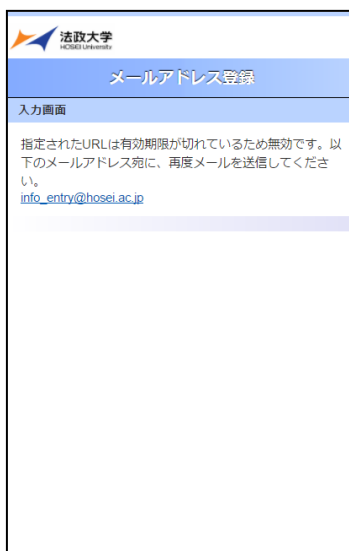 法政大学
HOSEI University
メールアドレス登録
入力画面
指定されたURLは有効期限が切れているため無効です。以
下のメールアドレス宛に、再度メールを送信してくださ
い。
info_entry@hosei.ac.jp